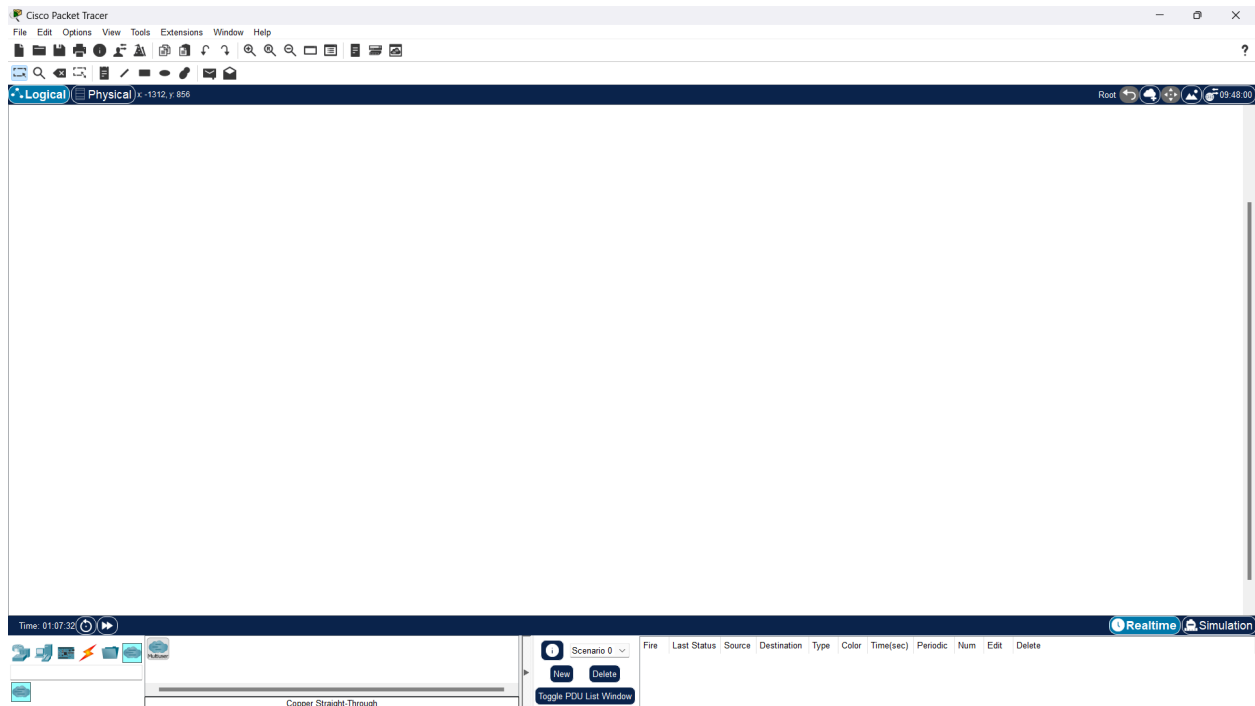 Cisco Packet Tracer
File Edit Options View Tools Extensions Window Help
?
Logical Physical x: -1312, y: 856 Root 09:48:00
Time: 01:07:32 Realtime Simulation
Multiuser
Scenario 0 Fire Last Status Source Destination Type Color Time(sec) Periodic Num Edit Delete
New Delete
Toggle PDU List Window
Copper Straight-Through